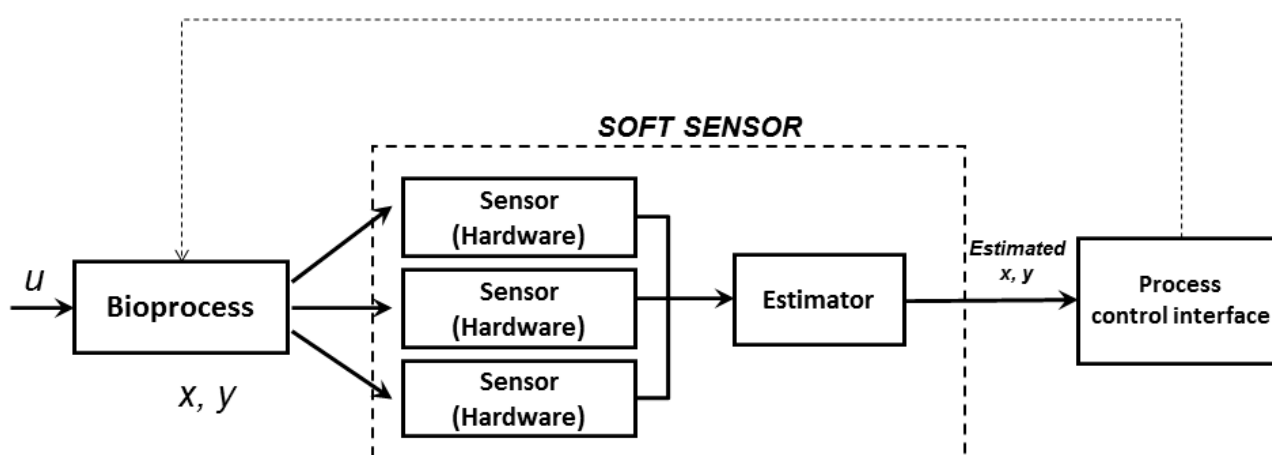 SOFT SENSOR
Sensor
(Hardware)
u
Bioprocess
x, y
Sensor
(Hardware)
Sensor
(Hardware)
Estimator
Estimated
x, y
Process
control interface